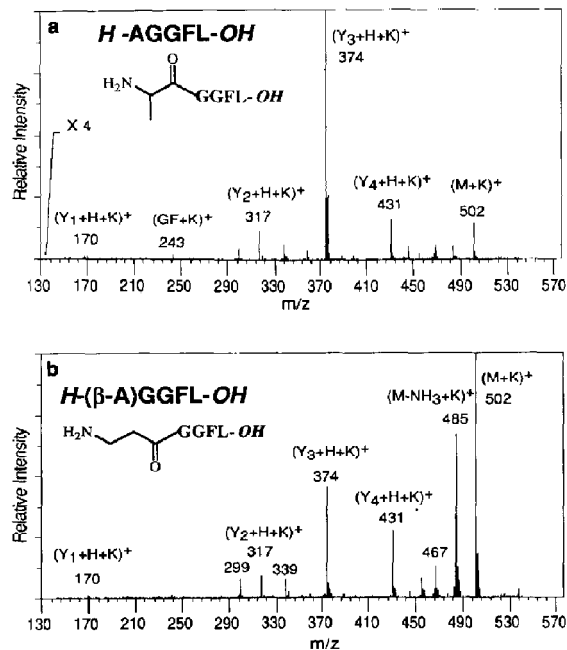 a
H -AGGFL-OH
O
H₂N
GGFL-OH
X 4
(Y₃+H+K)⁺
374
(Y₁+H+K)⁺
170
(GF+K)⁺
243
(Y₂+H+K)⁺
317
(Y₄+H+K)⁺
431
(M+K)⁺
502
Relative Intensity
130 170 210 250 290 330 370 410 450 490 530 570
m/z
b
H-(β-A)GGFL-OH
H₂N
GGFL-OH
O
(M+K)⁺
502
(M-NH₃+K)⁺
485
(Y₃+H+K)⁺
374
(Y₄+H+K)⁺
431
(Y₂+H+K)⁺
317
299
339
467
(Y₁+H+K)⁺
170
Relative Intensity
130 170 210 250 290 330 370 410 450 490 530 570
m/z